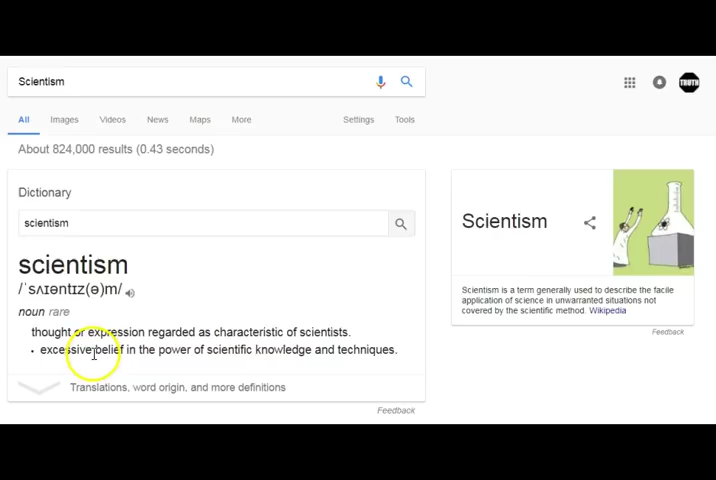 Scientism
TRUTH
All Images Videos News Maps More Settings Tools
About 824,000 results (0.43 seconds)
Dictionary
scientism
scientism
/ˈsʌɪəntɪz(ə)m/
noun rare
thought or expression regarded as characteristic of scientists.
• excessive belief in the power of scientific knowledge and techniques.
Translations, word origin, and more definitions
Feedback
Scientism
Scientism is a term generally used to describe the facile
application of science in unwarranted situations not
covered by the scientific method. Wikipedia
Feedback